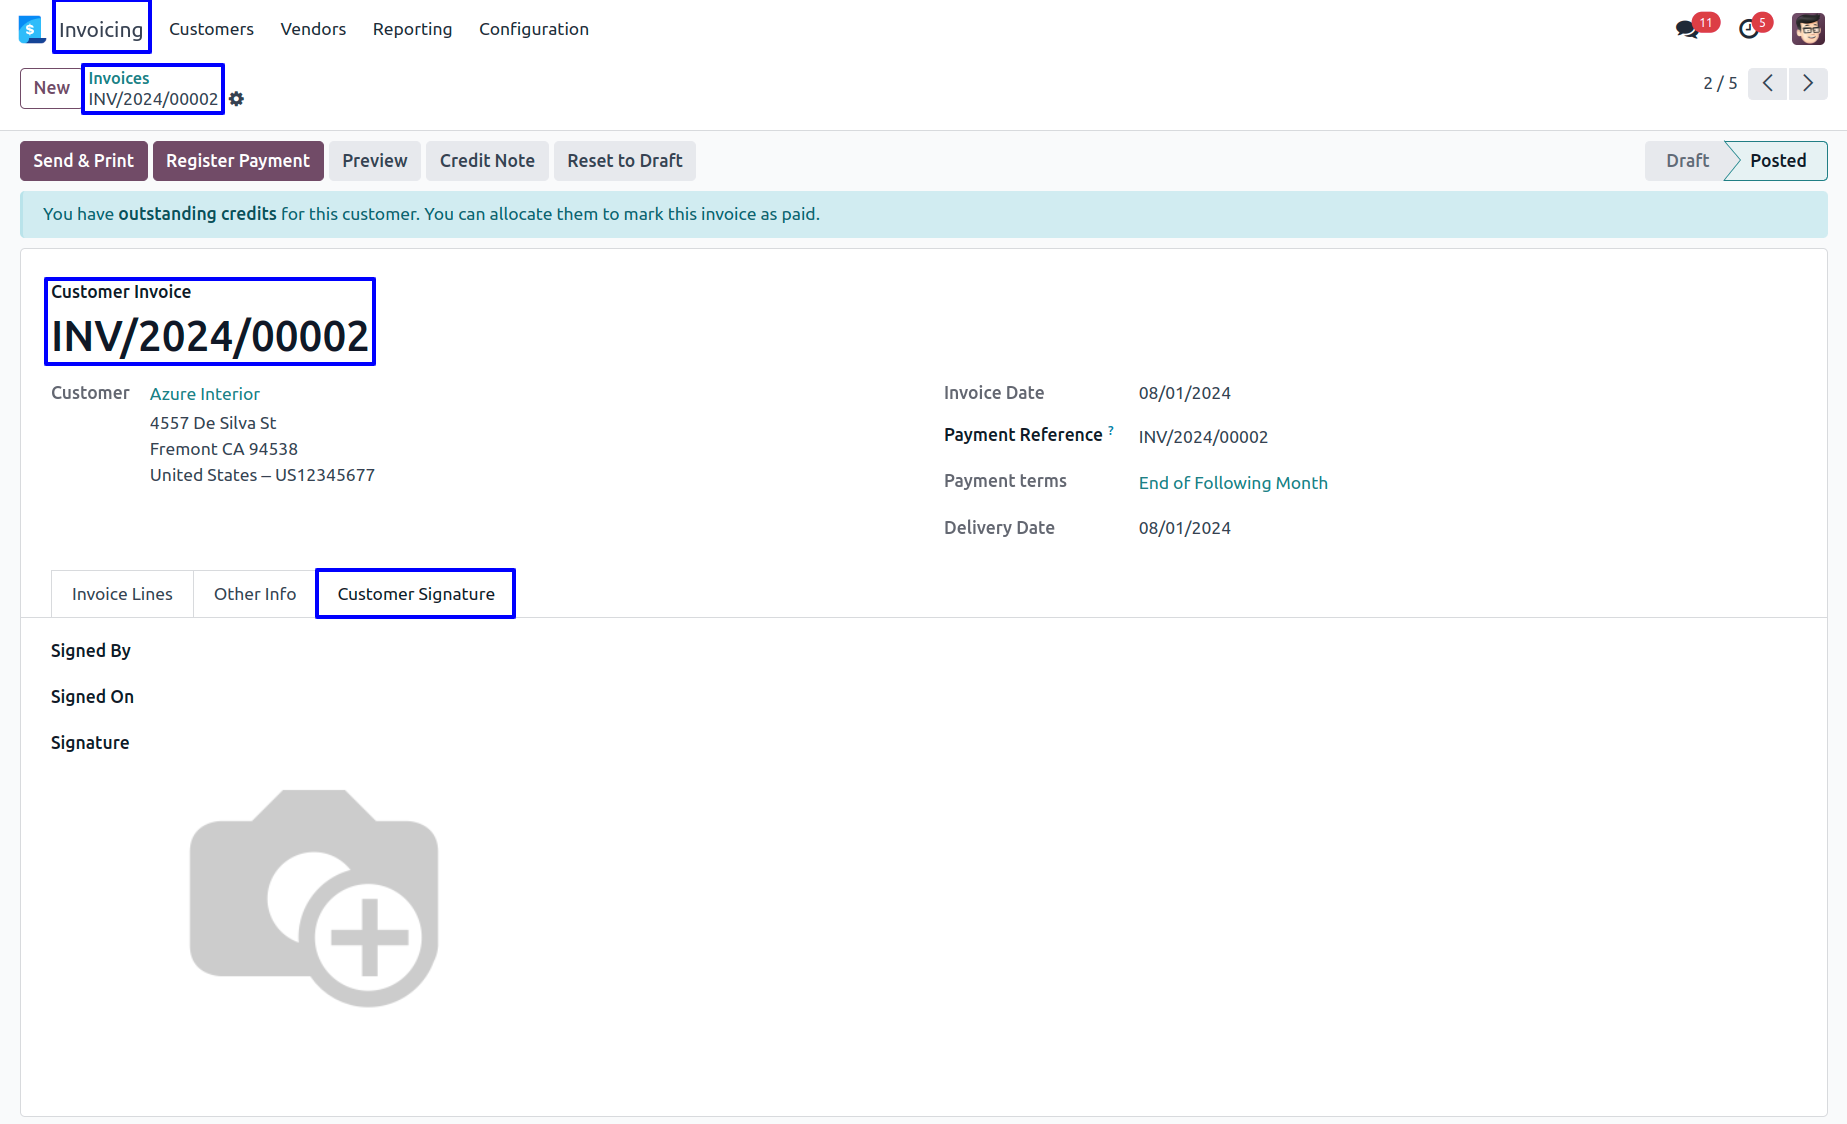 Invoicing Customers Vendors Reporting Configuration 11 5
New Invoices
INV/2024/00002
2 / 5
Send & Print Register Payment Preview Credit Note Reset to Draft Draft Posted
You have outstanding credits for this customer. You can allocate them to mark this invoice as paid.
Customer Invoice
INV/2024/00002
Customer Azure Interior
4557 De Silva St
Fremont CA 94538
United States – US12345677
Invoice Date 08/01/2024
Payment Reference ? INV/2024/00002
Payment terms End of Following Month
Delivery Date 08/01/2024
Invoice Lines Other Info Customer Signature
Signed By
Signed On
Signature